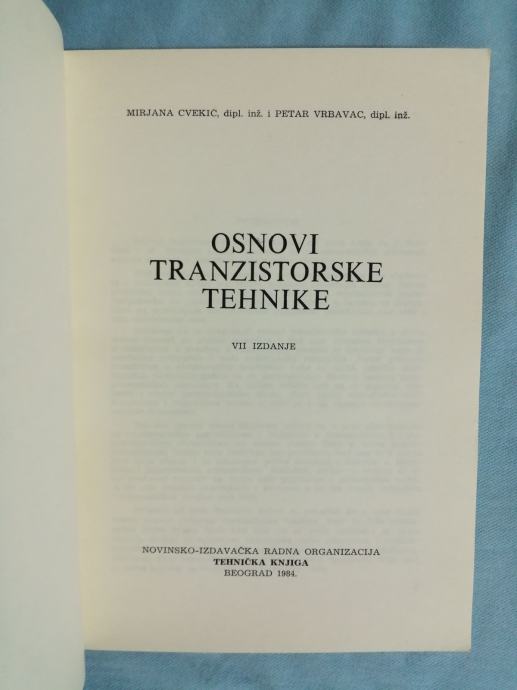 MIRJANA CVEKIĆ, dipl. inž. i PETAR VRBAVAC, dipl. inž.
OSNOVI
TRANZISTORSKE
TEHNIKE
VII IZDANJE
NOVINSKO-IZDAVAČKA RADNA ORGANIZACIJA
TEHNIČKA KNJIGA
BEOGRAD 1984.